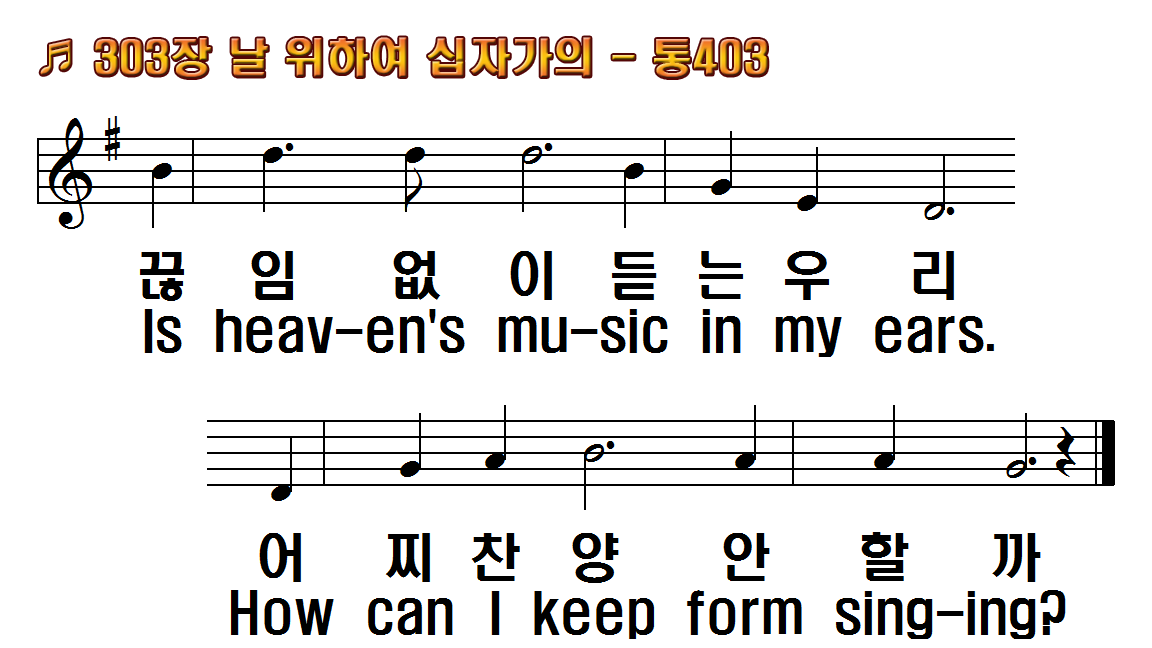 ♬ 303장 날 위하여 십자가의 - 통403
끊 임 없 이 듣 는 우 리
Is heav-en's mu-sic in my ears.
어 찌 찬 양 안 할 까
How can I keep form sing-ing?